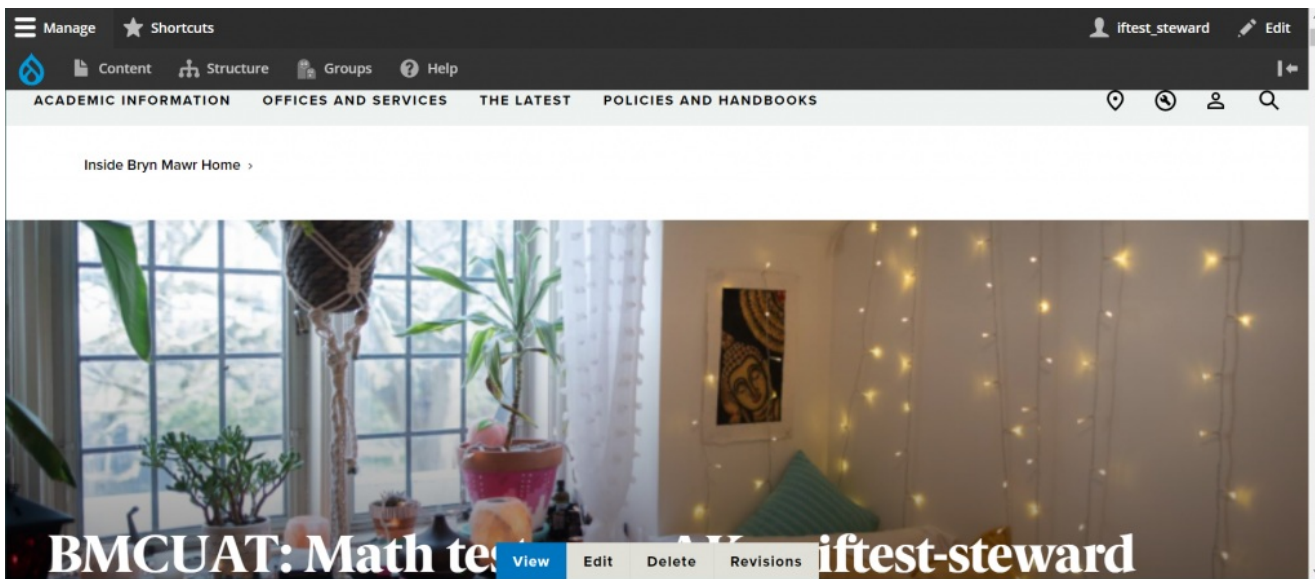 Manage Shortcuts iftest_steward Edit
Content Structure Groups Help
ACADEMIC INFORMATION OFFICES AND SERVICES THE LATEST POLICIES AND HANDBOOKS
Inside Bryn Mawr Home ›
BMCUAT: Math iftest-steward
View Edit Delete Revisions